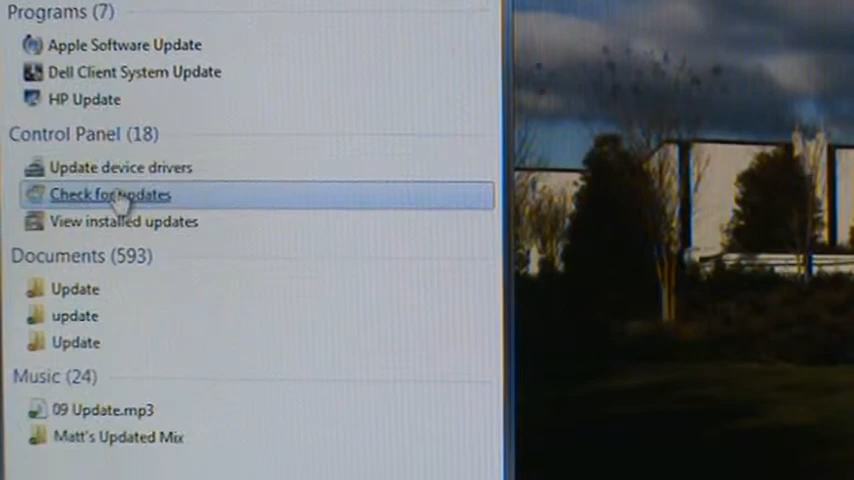 Programs (7)
Apple Software Update
Dell Client System Update
HP Update
Control Panel (18)
Update device drivers
Check for updates
View installed updates
Documents (593)
Update
update
Update
Music (24)
09 Update.mp3
Matt's Updated Mix